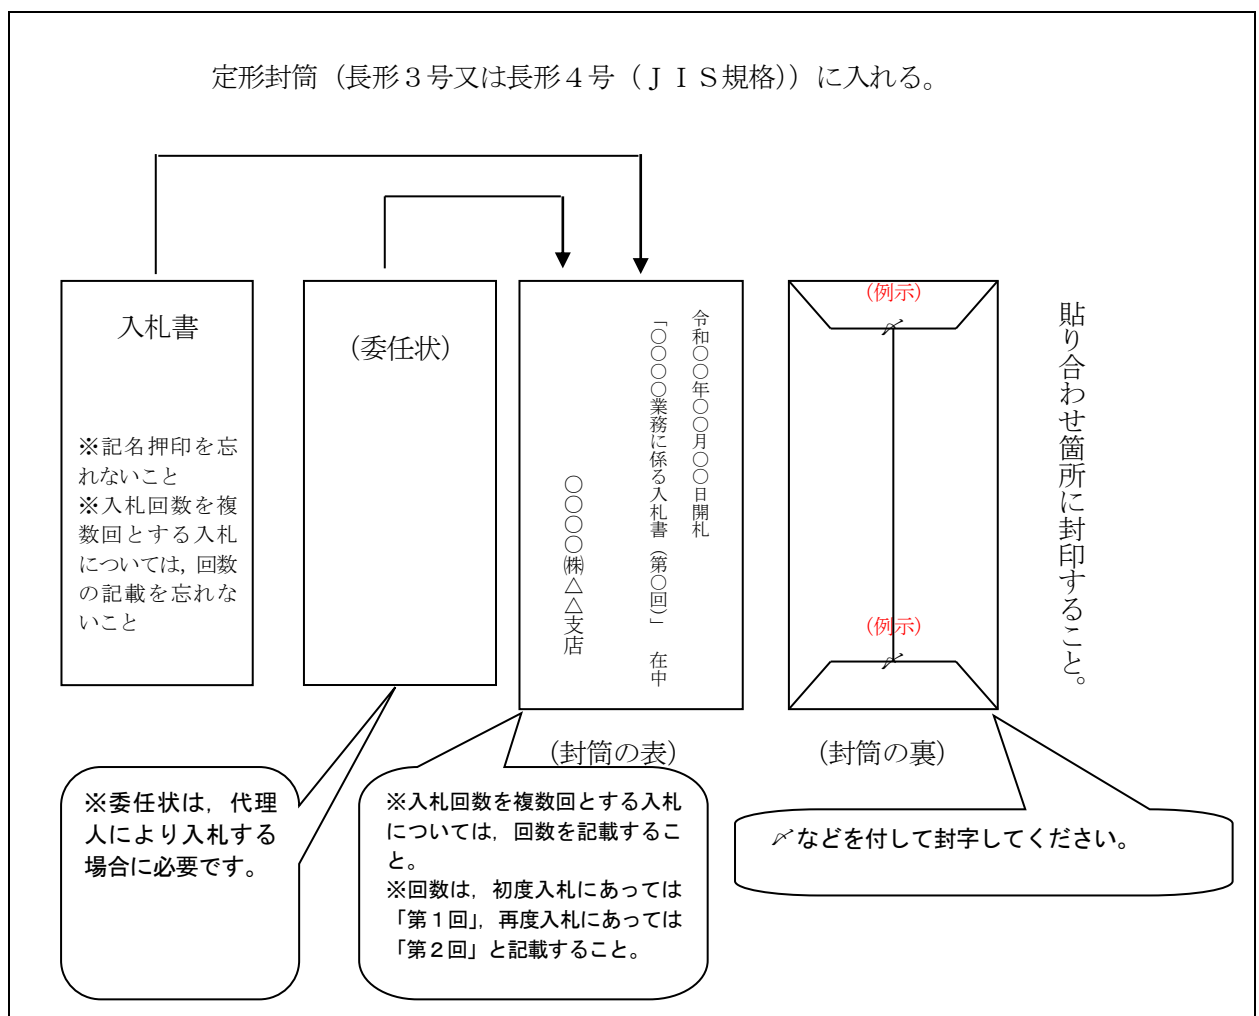 定形封筒（長形３号又は長形４号（ＪＩＳ規格））に入れる。
入札書
※記名押印を忘
れないこと
※入札回数を複
数回とする入札
については，回数
の記載を忘れな
いこと
（委任状）
令和〇〇年〇〇月〇〇日開札
「〇〇〇〇業務に係る入札書（第〇回）」　在中
〇〇〇〇㈱△△支店
（例示）
〆
（例示）
〆
貼り合わせ箇所に封印すること。
（封筒の表）
（封筒の裏）
※委任状は，代理
人により入札する
場合に必要です。
※入札回数を複数回とする入札
については，回数を記載するこ
と。
※回数は，初度入札にあっては
「第１回」，再度入札にあっては
「第２回」と記載すること。
〆などを付して封字してください。